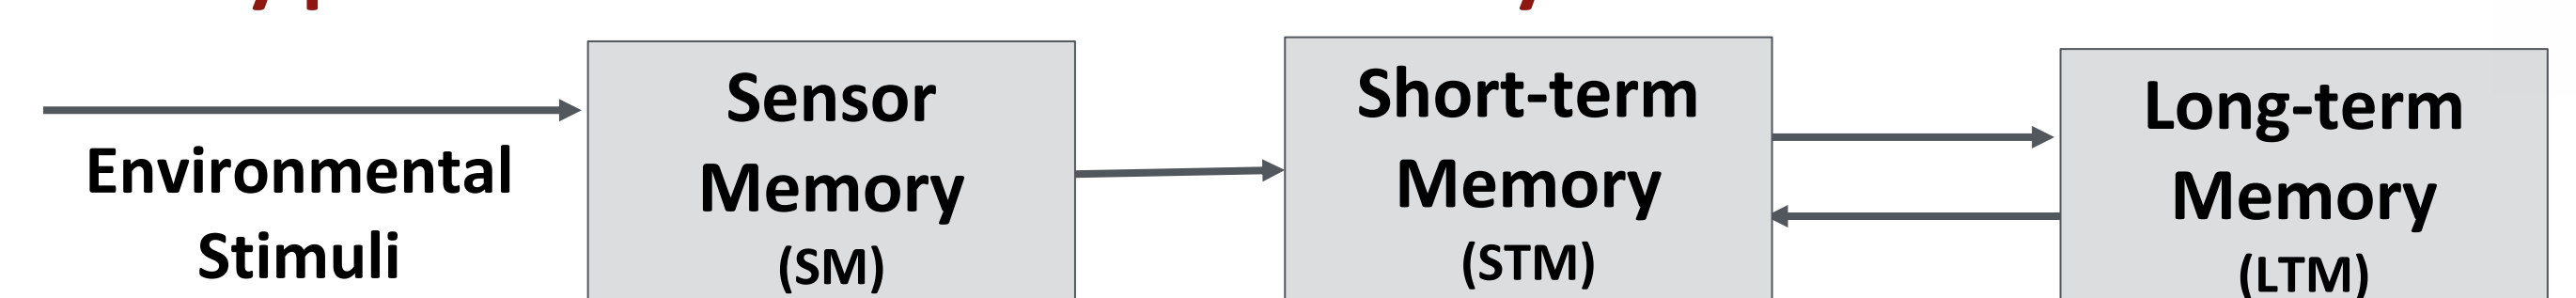 Environmental
Stimuli
Sensor
Memory
(SM)
Short-term
Memory
(STM)
Long-term
Memory
(LTM)